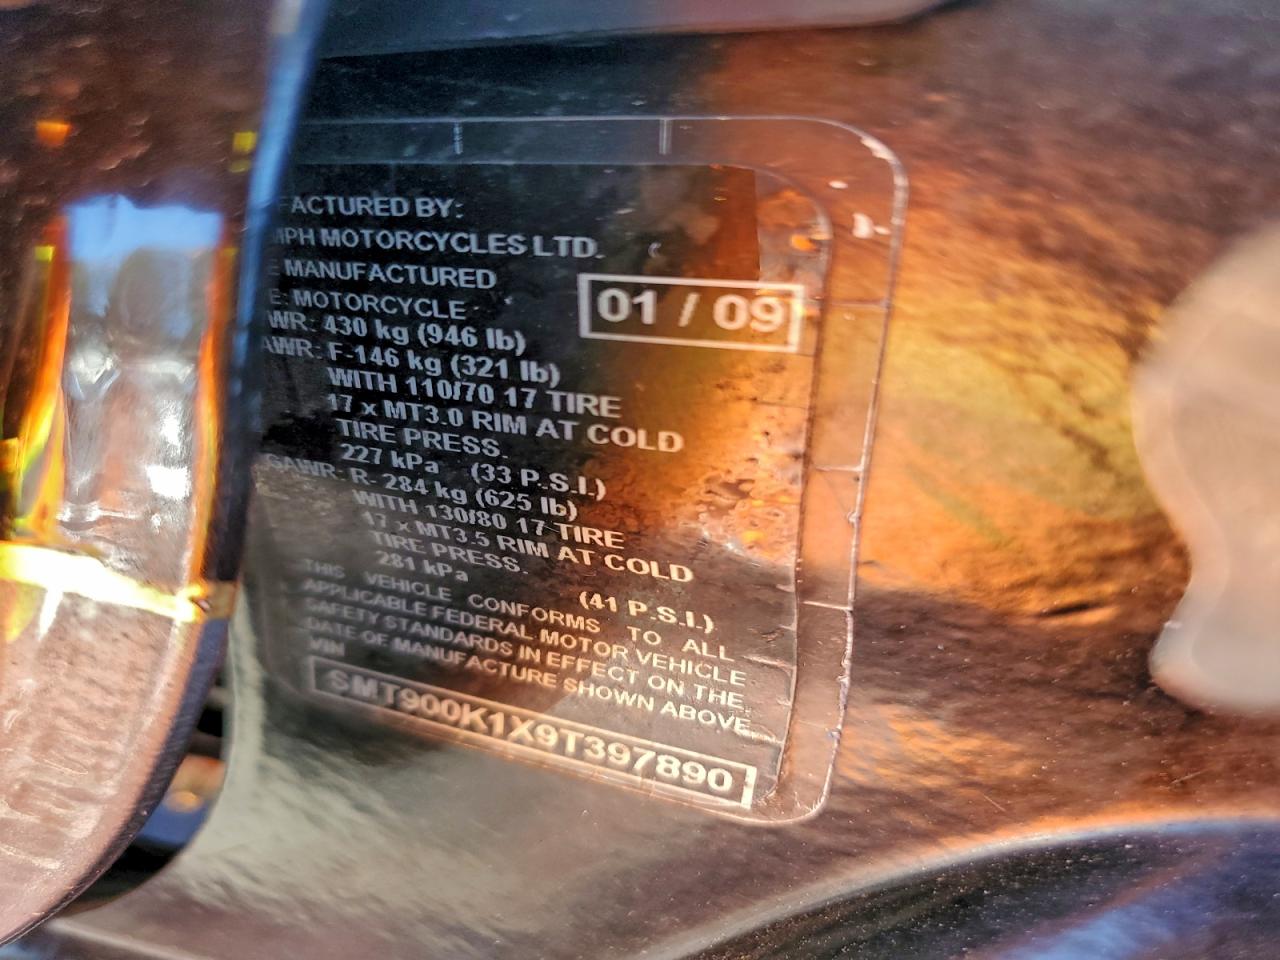 FACTURED BY:
MPH MOTORCYCLES LTD.
E MANUFACTURED
01 / 09
E: MOTORCYCLE
WR: 430 kg (946 lb)
AWR: F-146 kg (321 lb)
WITH 110/70 17 TIRE
17 x MT3.0 RIM AT COLD
TIRE PRESS.
227 kPa (33 P.S.I.)
GAWR: R- 284 kg (625 lb)
WITH 130/80 17 TIRE
17 x MT3.5 RIM AT COLD
TIRE PRESS.
281 kPa (41 P.S.I.)
THIS VEHICLE CONFORMS TO ALL
APPLICABLE FEDERAL MOTOR VEHICLE
SAFETY STANDARDS IN EFFECT ON THE
DATE OF MANUFACTURE SHOWN ABOVE
VIN
SMT900K1X9T397890